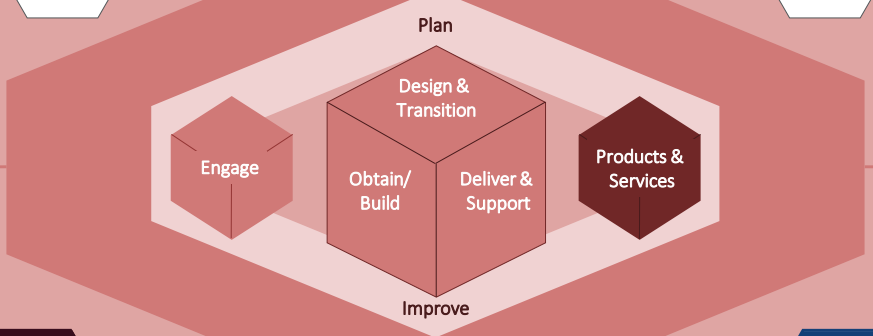 Plan
Design &
Transition
Engage
Obtain/
Build
Deliver &
Support
Products &
Services
Improve